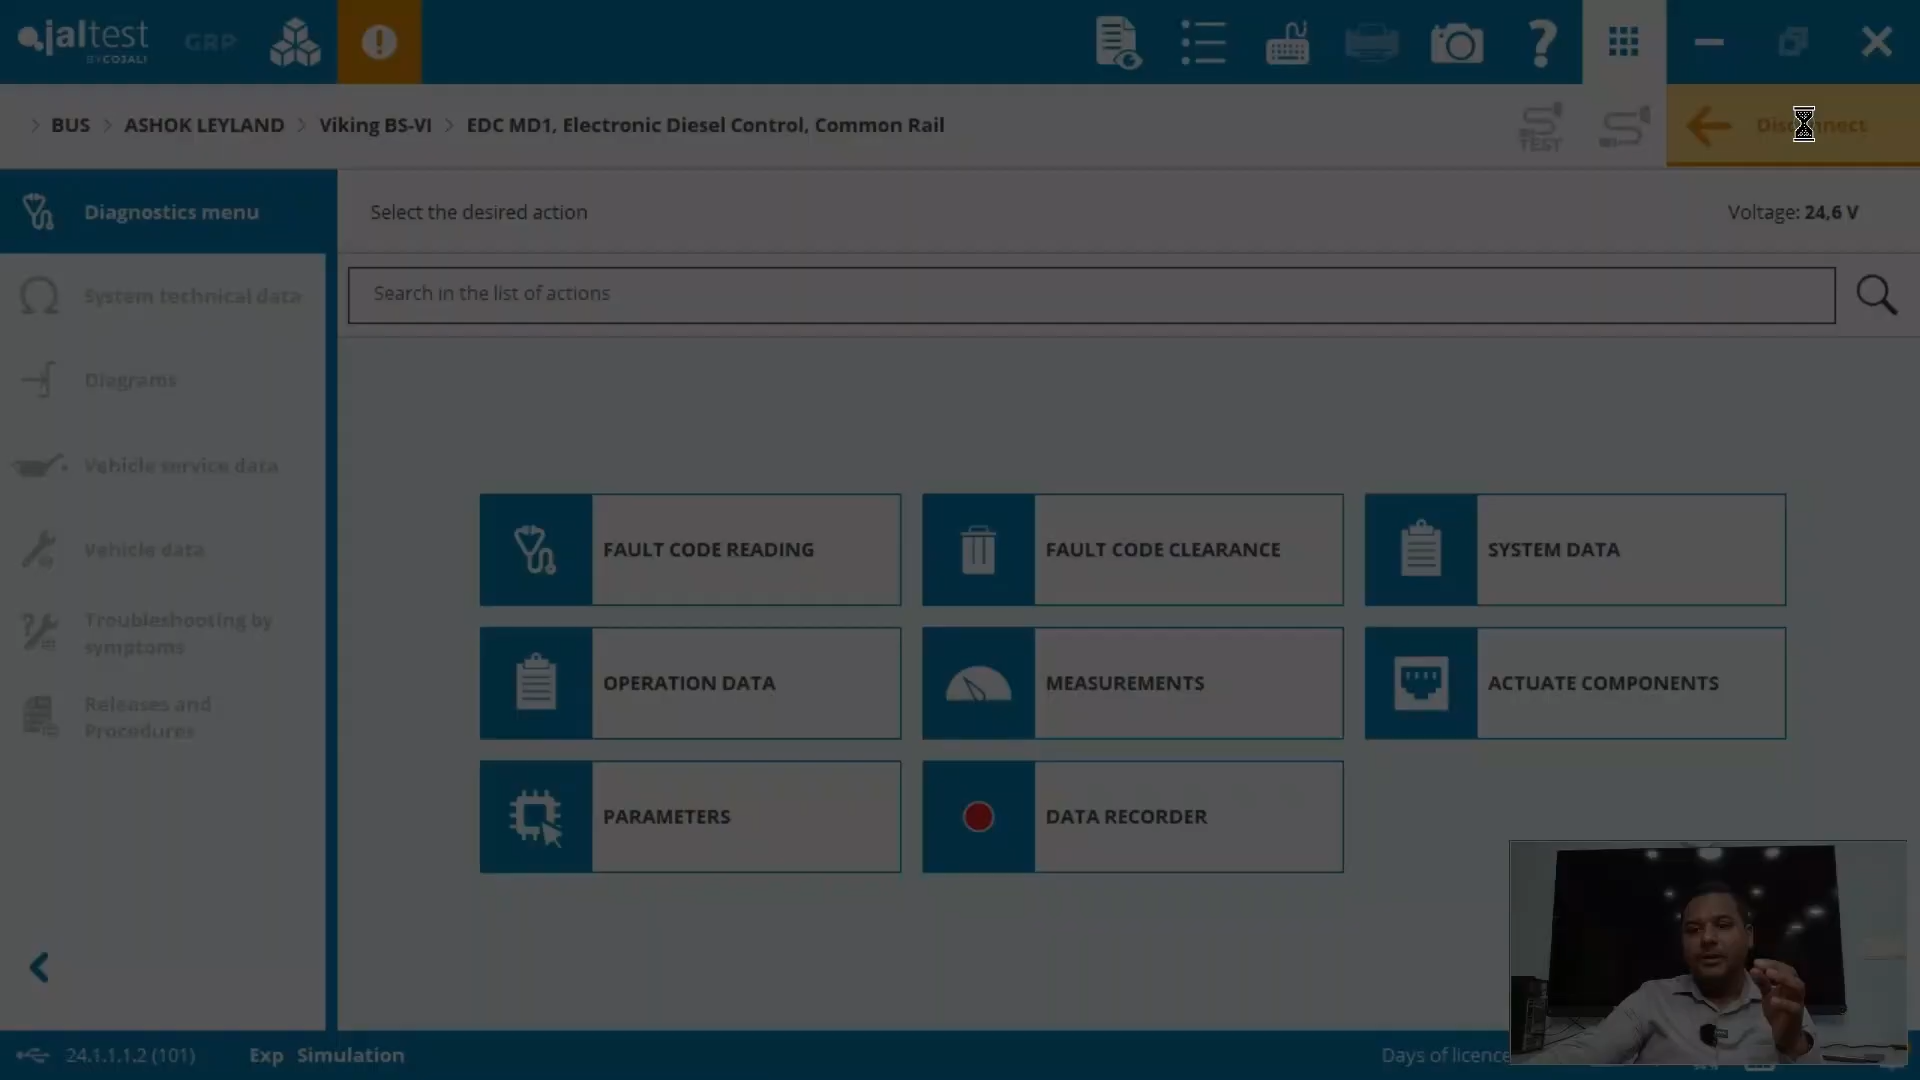 jaltest
BY COJALI
GRP
BUS > ASHOK LEYLAND > Viking BS-VI > EDC MD1, Electronic Diesel Control, Common Rail
TEST
Disconnect
Diagnostics menu
Select the desired action
Voltage: 24,6 V
System technical data
Search in the list of actions
Diagrams
Vehicle service data
Vehicle data
Troubleshooting by
symptoms
Releases and
Procedures
FAULT CODE READING
FAULT CODE CLEARANCE
SYSTEM DATA
OPERATION DATA
MEASUREMENTS
ACTUATE COMPONENTS
PARAMETERS
DATA RECORDER
24.1.1.1.2 (101)
Exp Simulation
Days of licence